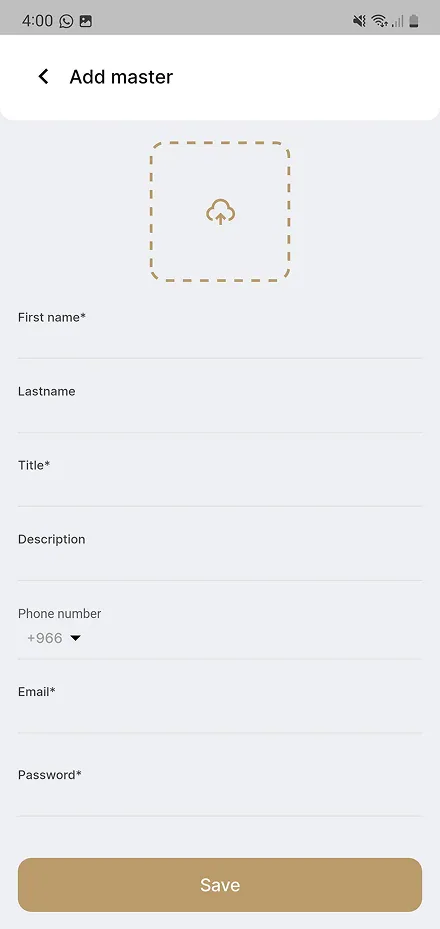 4:00
Add master
First name*
Lastname
Title*
Description
Phone number
+966
Email*
Password*
Save